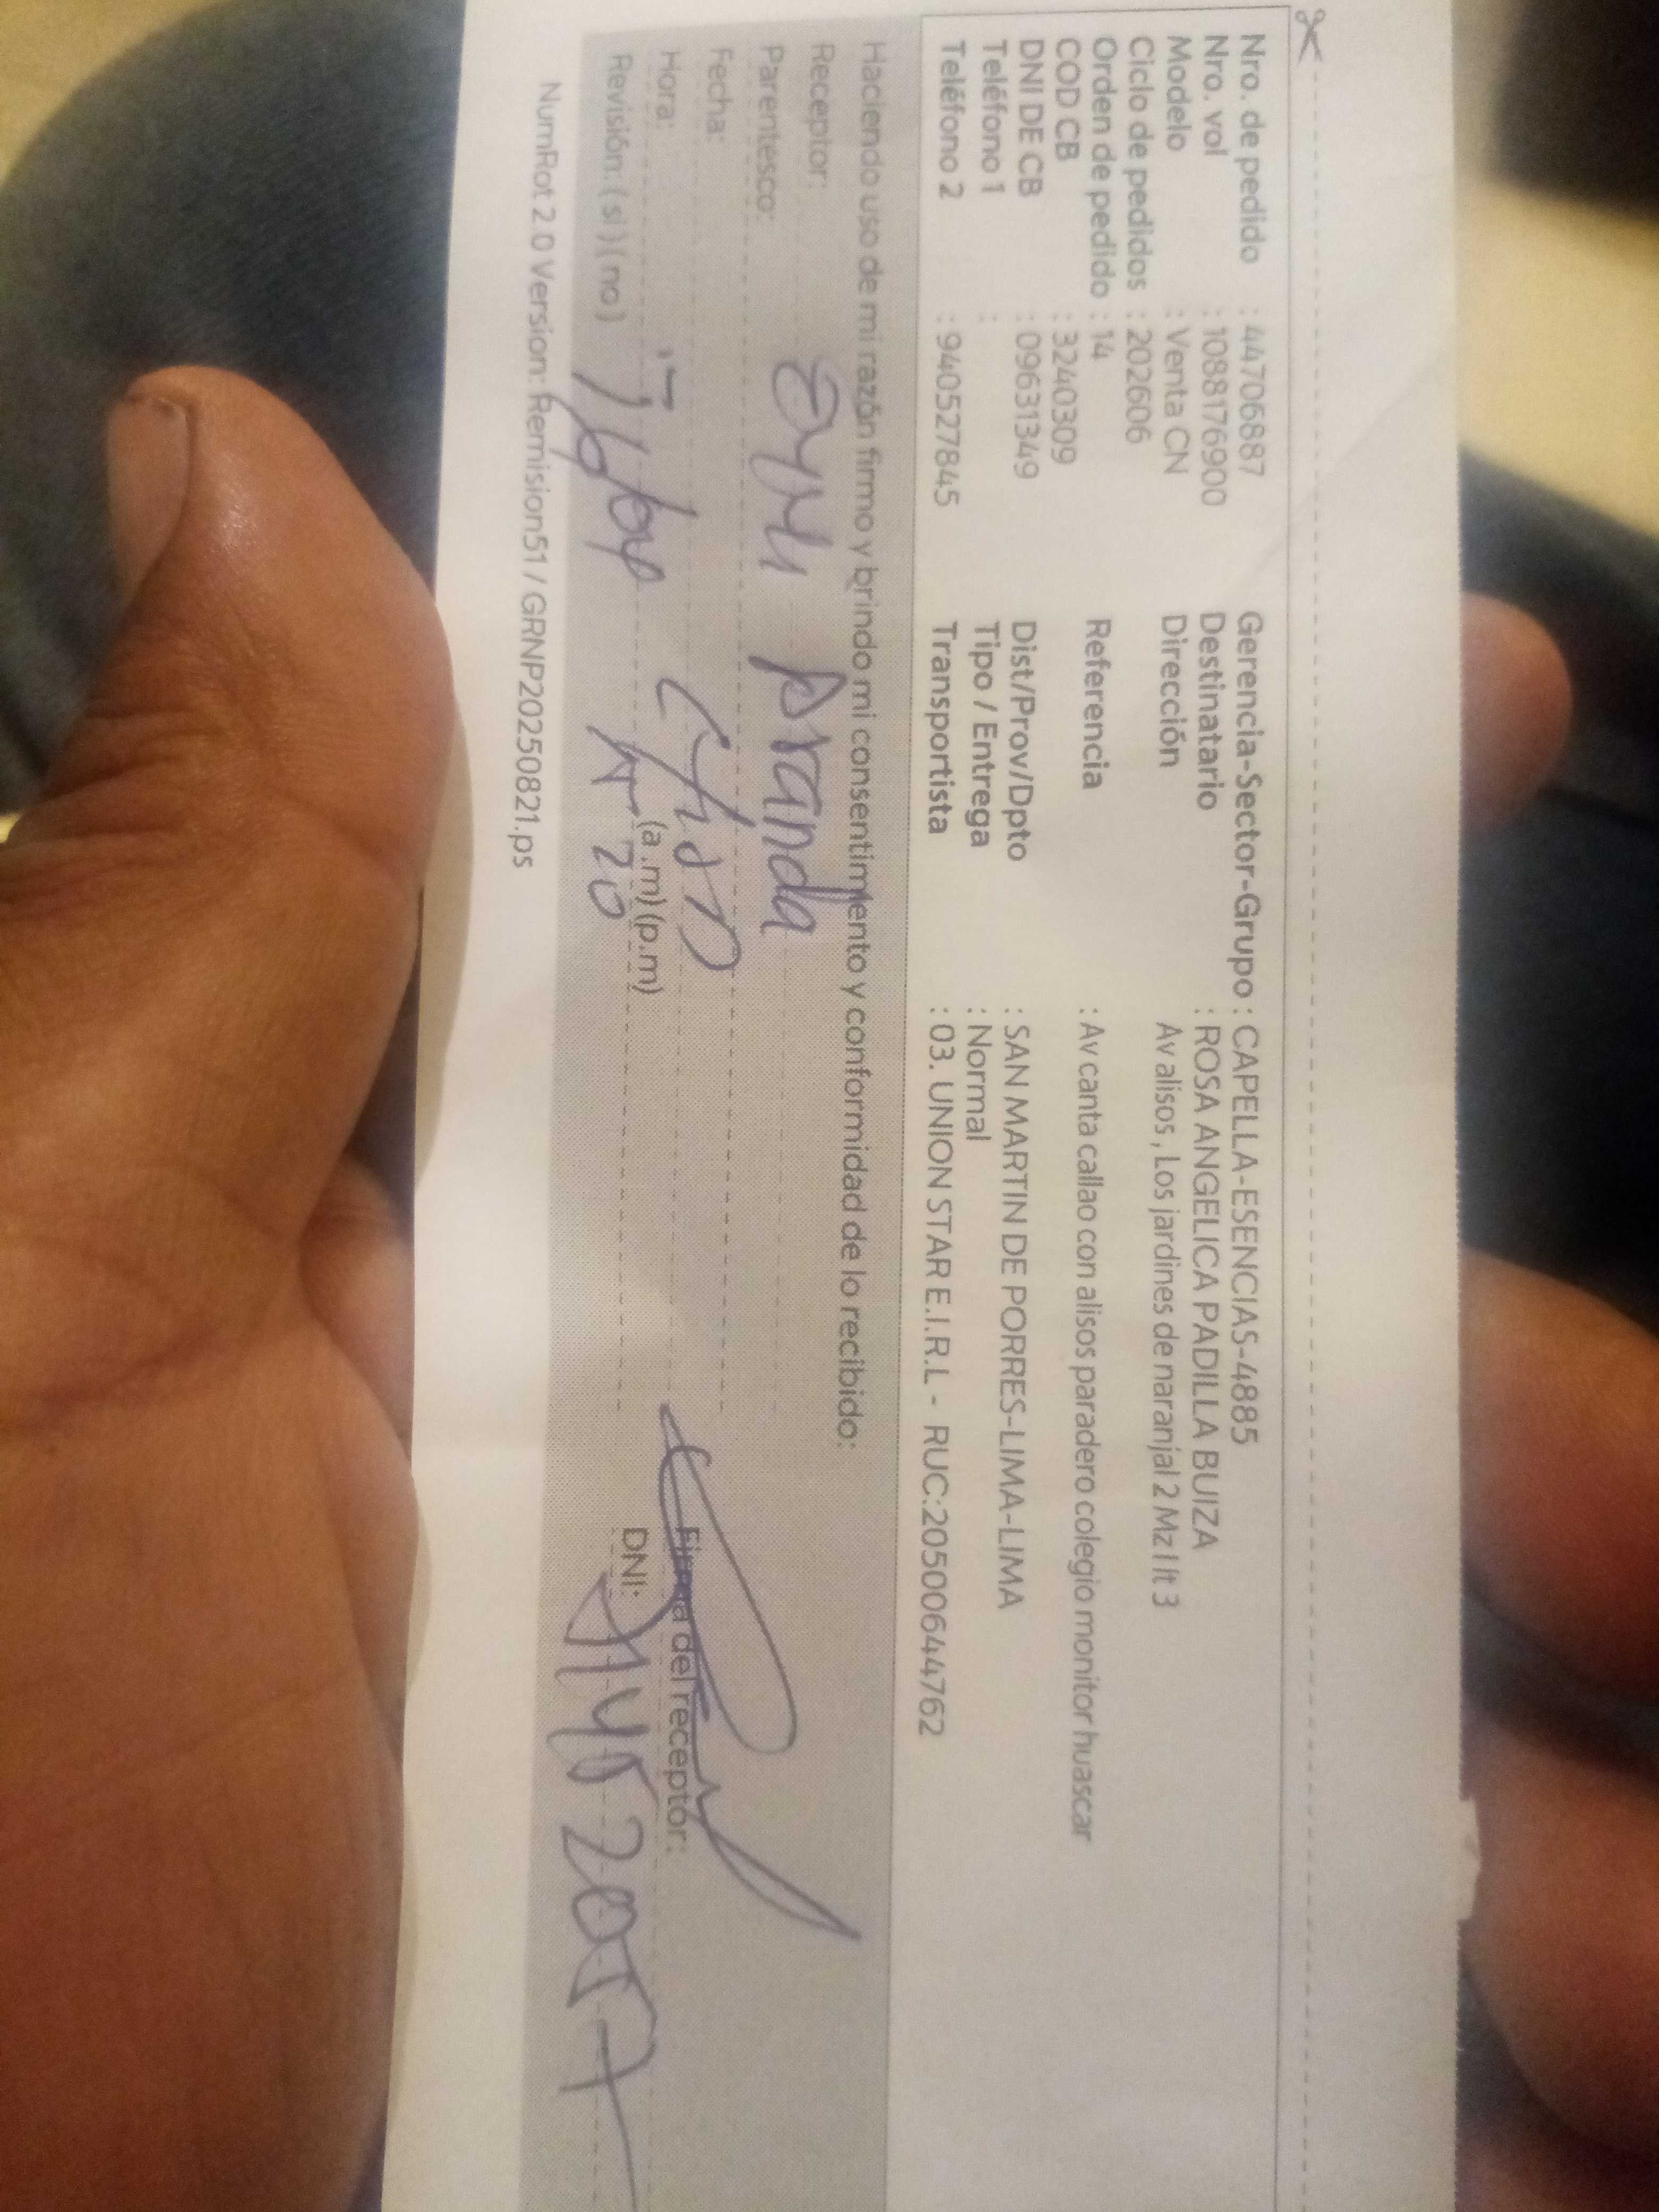 Nro. de pedido : 44706887 Gerencia-Sector-Grupo : CAPELLA-ESENCIAS-4885
Nro. vol : 1088176900 Destinatario : ROSA ANGELICA PADILLA BUIZA
Modelo : Venta CN Dirección Av alisos , Los jardines de naranjal 2 Mz I lt 3
Ciclo de pedidos : 202606
Orden de pedido : 14 Referencia : Av canta callao con alisos paradero colegio monitor huascar
COD CB : 3240309
DNI DE CB : 09631349 Dist/Prov/Dpto : SAN MARTIN DE PORRES-LIMA-LIMA
Teléfono 1 : Tipo / Entrega : Normal
Teléfono 2 : 940527845 Transportista : 03. UNION STAR E.I.R.L - RUC:20500644762
Haciendo uso de mi razón firmo y brindo mi consentimiento y conformidad de lo recibido:
Receptor: Aranda
Parentesco:
Fecha:
Hora: (a .m) (p.m) Firma del receptor:
Revisión: ( si ) ( no ) 20 DNI:
NumRot 2.0 Version: Remision51 / GRNP20250821.ps